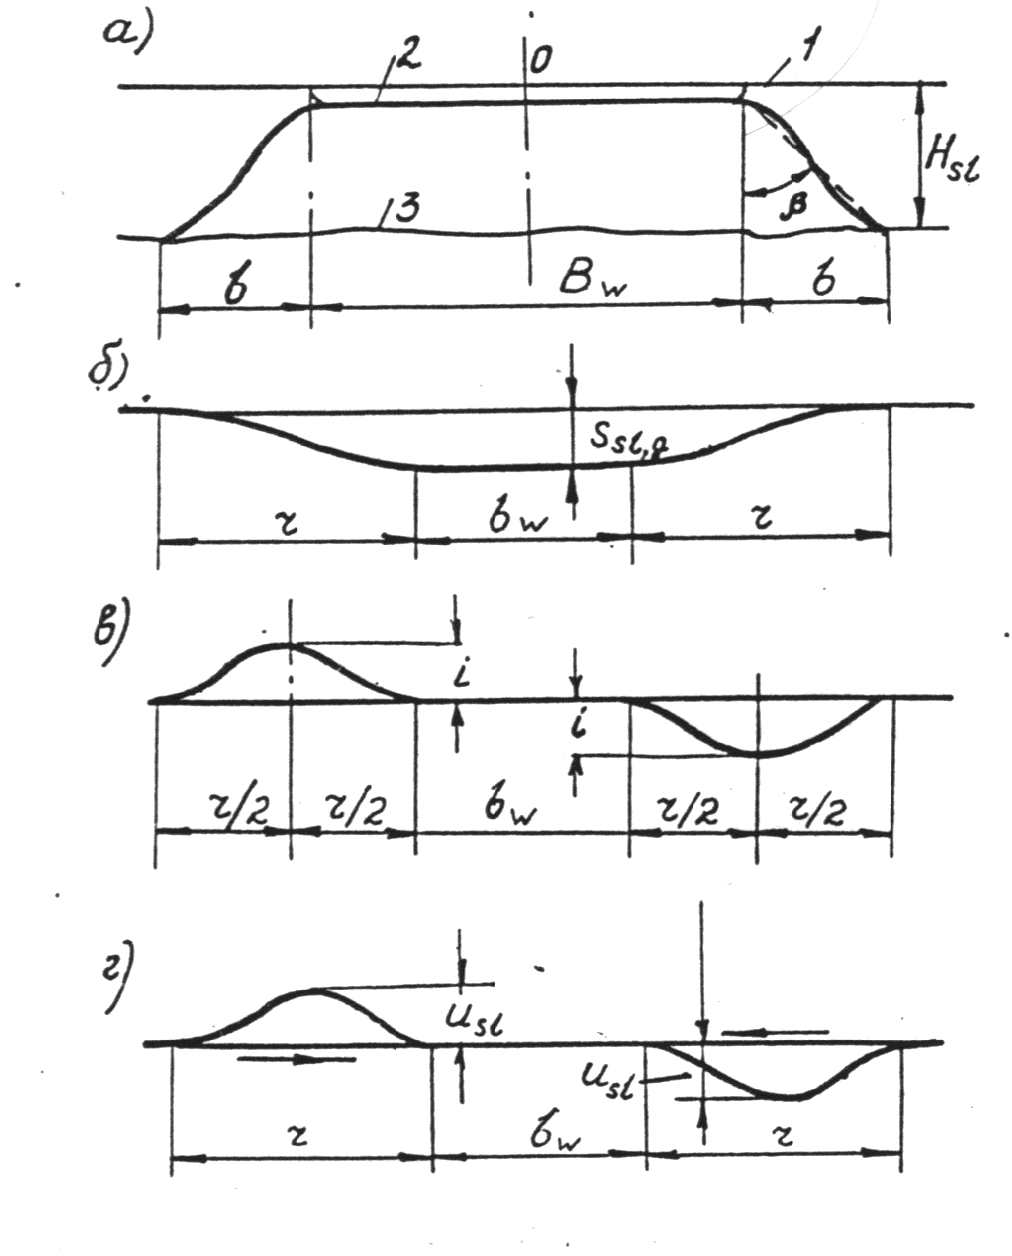 а)
2 0 1
H_sl
β
3
b B_w b
б)
S_sl,g
r b_w r
в)
i
i
r/2 r/2 b_w r/2 r/2
г)
u_sl
u_sl
r b_w r